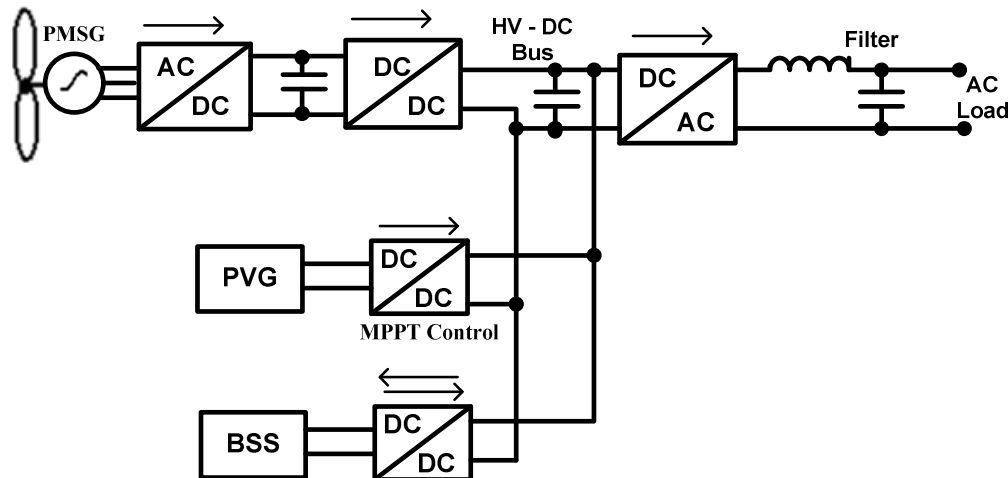 PMSG
AC
DC
DC
DC
HV - DC
Bus
DC
AC
Filter
AC
Load
PVG
DC
DC
MPPT Control
BSS
DC
DC